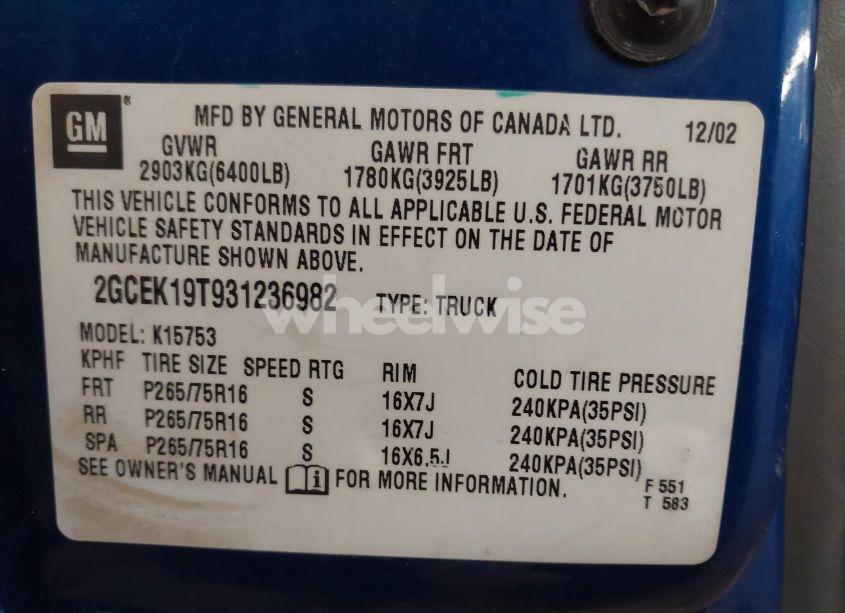 GM® MFD BY GENERAL MOTORS OF CANADA LTD. 12/02
GVWR GAWR FRT GAWR RR
2903KG(6400LB) 1780KG(3925LB) 1701KG(3750LB)
THIS VEHICLE CONFORMS TO ALL APPLICABLE U.S. FEDERAL MOTOR
VEHICLE SAFETY STANDARDS IN EFFECT ON THE DATE OF
MANUFACTURE SHOWN ABOVE.
2GCEK19T931236982 TYPE: TRUCK
wheelwise
MODEL: K15753
KPHF TIRE SIZE SPEED RTG RIM COLD TIRE PRESSURE
FRT P265/75R16 S 16X7J 240KPA(35PSI)
RR P265/75R16 S 16X7J 240KPA(35PSI)
SPA P265/75R16 S 16X6.5J 240KPA(35PSI)
SEE OWNER'S MANUAL i FOR MORE INFORMATION. F 551
T 583